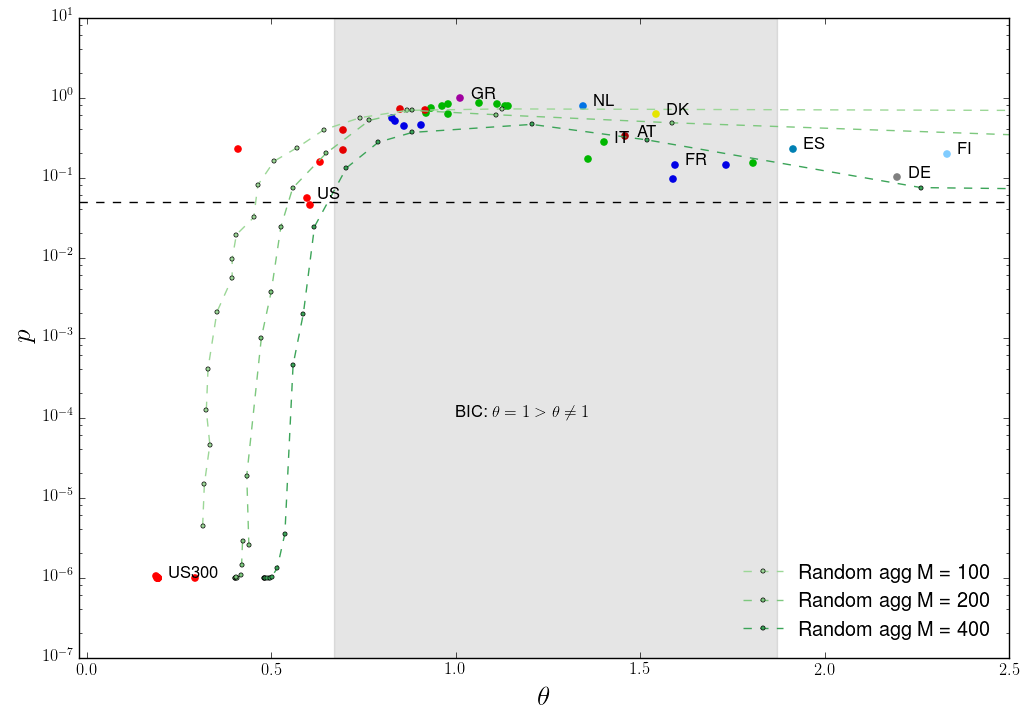 10^1
10^0
10^-1
10^-2
10^-3
10^-4
10^-5
10^-6
10^-7
p
GR
NL
DK
IT
AT
ES
FI
FR
DE
US
BIC: θ = 1 > θ ≠ 1
US300
Random agg M = 100
Random agg M = 200
Random agg M = 400
0.0
0.5
1.0
1.5
2.0
2.5
θ